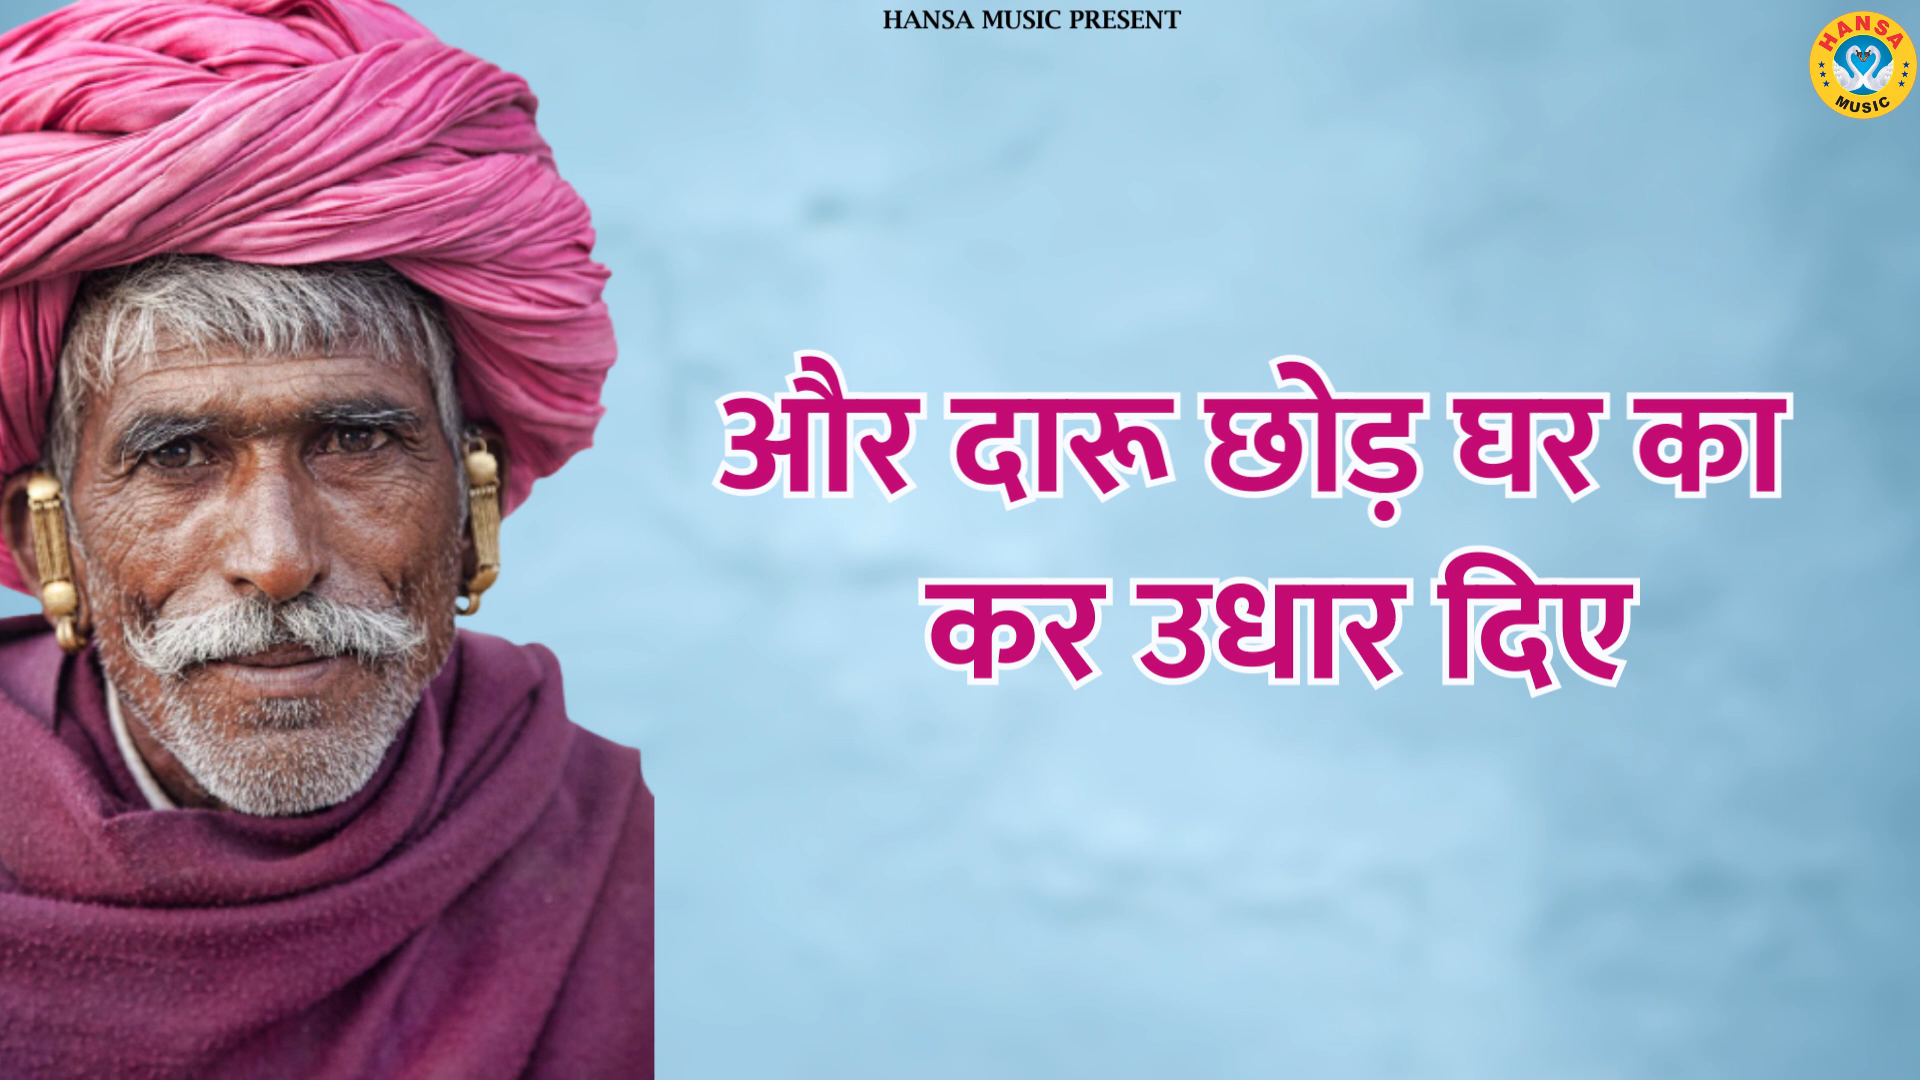 HANSA MUSIC PRESENT
HANSA
MUSIC
और दारू छोड़ घर का
कर उधार दिए